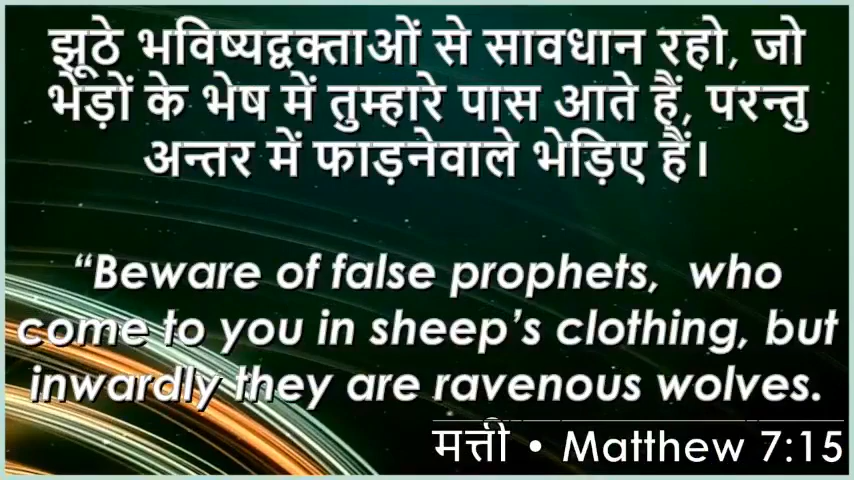 झूठे भविष्यद्वक्ताओं से सावधान रहो, जो
भेड़ों के भेष में तुम्हारे पास आते हैं, परन्तु
अन्तर में फाड़नेवाले भेड़िए हैं।
“Beware of false prophets, who
come to you in sheep’s clothing, but
inwardly they are ravenous wolves.
मत्ती • Matthew 7:15